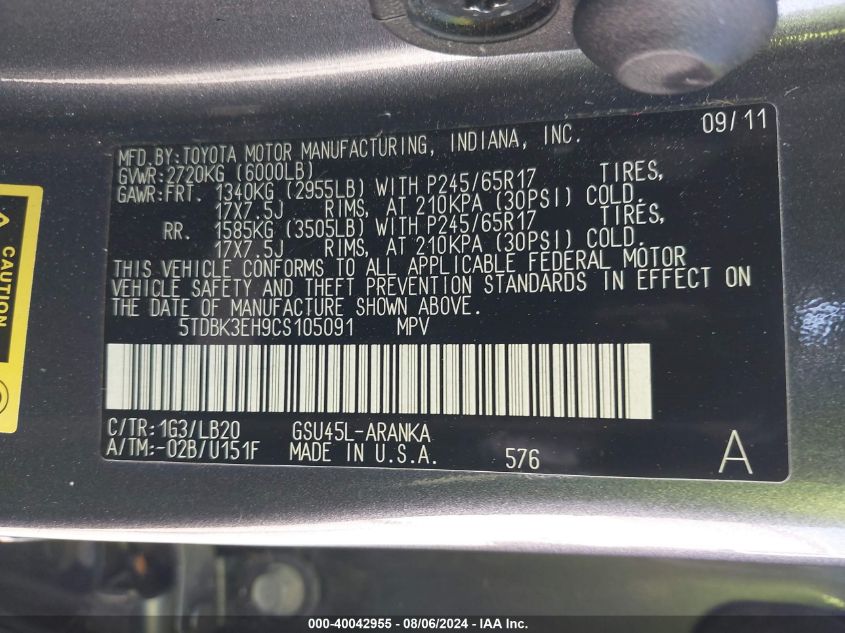 09/11
MFD.BY:TOYOTA MOTOR MANUFACTURING, INDIANA, INC.
GVWR:2720KG (6000LB)
GAWR:FRT. 1340KG (2955LB) WITH P245/65R17 TIRES,
17X7.5J RIMS, AT 210KPA (30PSI) COLD.
RR. 1585KG (3505LB) WITH P245/65R17 TIRES,
17X7.5J RIMS, AT 210KPA (30PSI) COLD.
THIS VEHICLE CONFORMS TO ALL APPLICABLE FEDERAL MOTOR
VEHICLE SAFETY AND THEFT PREVENTION STANDARDS IN EFFECT ON
THE DATE OF MANUFACTURE SHOWN ABOVE.
5TDBK3EH9CS105091 MPV
C/TR:1G3/LB20 GSU45L-ARANKA
A/TM:-02B/U151F MADE IN U.S.A. 576 A
CAUTION
000-40042955 - 08/06/2024 - IAA Inc.